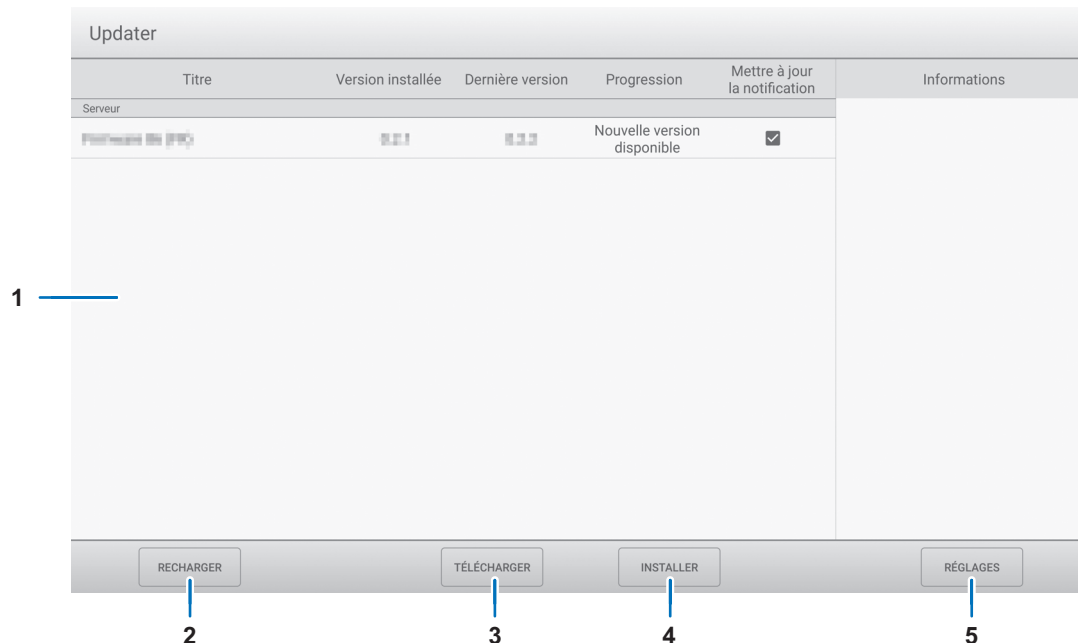 Updater
Titre
Version installée
Dernière version
Progression
Mettre à jour
la notification
Informations
Serveur
Nouvelle version
disponible
1
RECHARGER
TÉLÉCHARGER
INSTALLER
RÉGLAGES
2
3
4
5